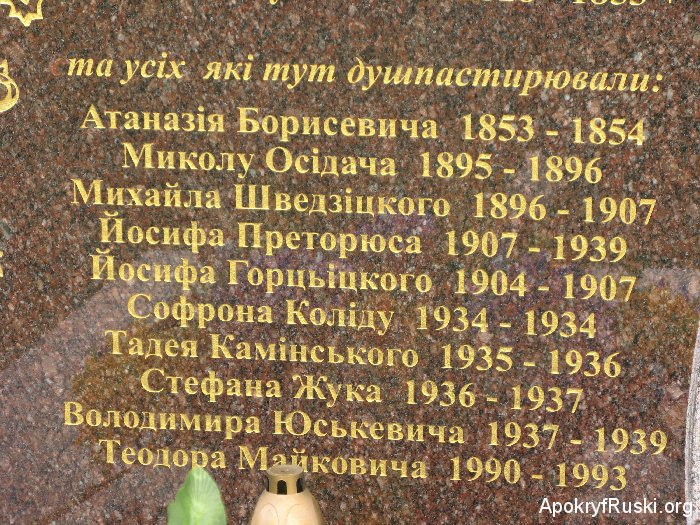 та усіх які тут душпастирювали:
Атаназія Борисевича 1853 - 1854
Миколу Осідача 1895 - 1896
Михайла Шведзіцкого 1896 - 1907
Йосифа Преторюса 1907 - 1939
Йосифа Горцьіцкого 1904 - 1907
Софрона Коліду 1934 - 1934
Тадея Камінського 1935 - 1936
Стефана Жука 1936 - 1937
Володимира Юськевича 1937 - 1939
Теодора Майковича 1990 - 1993
ApokryfRuski.org